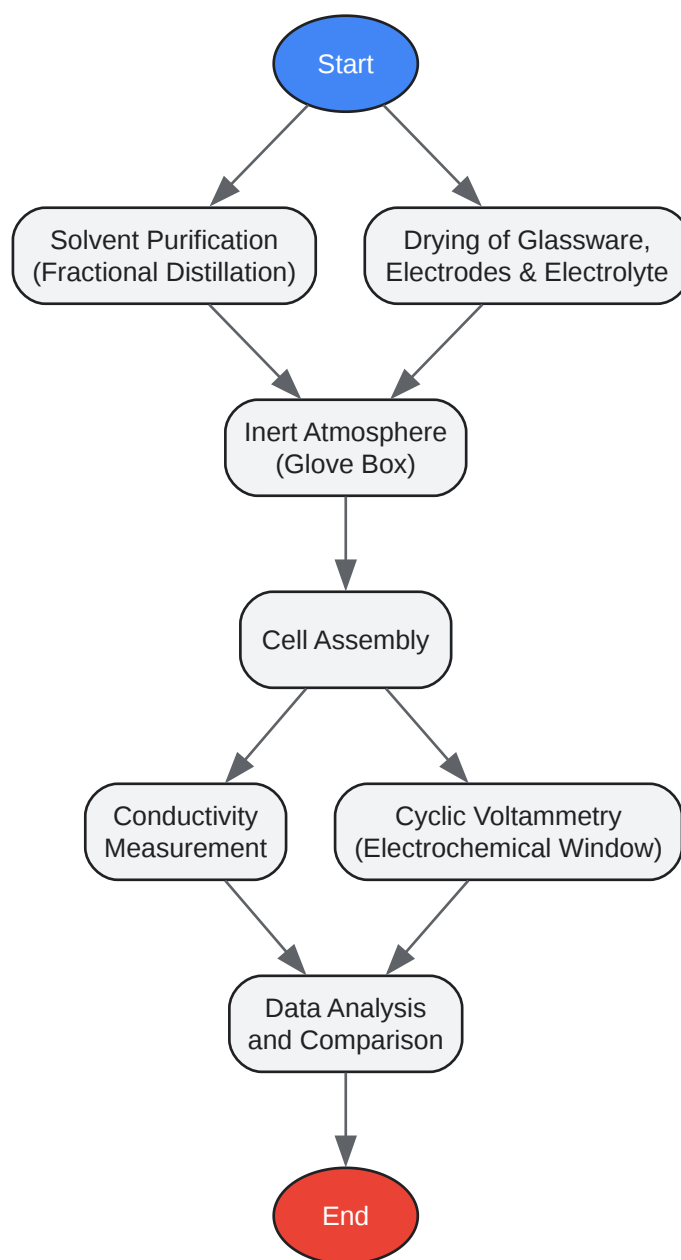 Start
Solvent Purification
(Fractional Distillation)
Drying of Glassware,
Electrodes & Electrolyte
Inert Atmosphere
(Glove Box)
Cell Assembly
Conductivity
Measurement
Cyclic Voltammetry
(Electrochemical Window)
Data Analysis
and Comparison
End